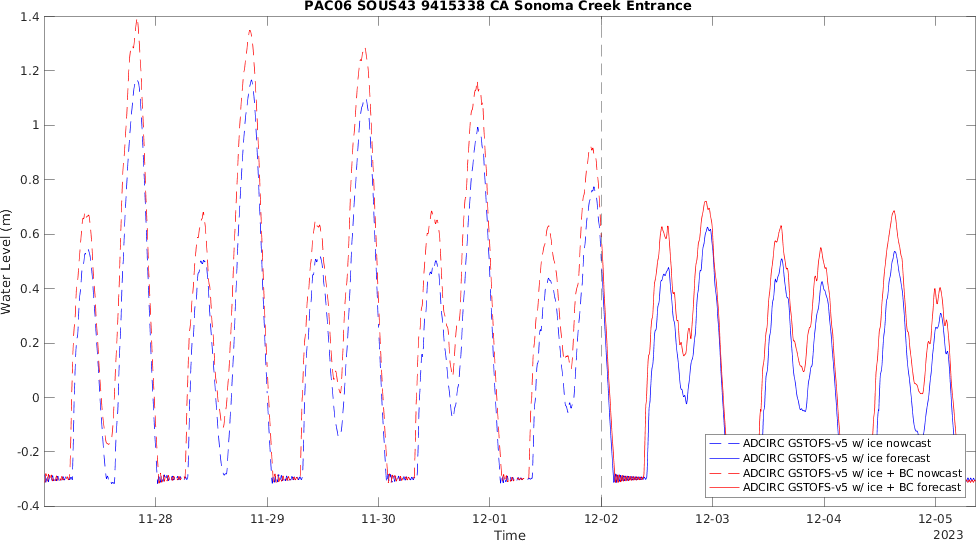 PAC06 SOUS43 9415338 CA Sonoma Creek Entrance
1.4
1.2
1
0.8
0.6
0.4
0.2
0
-0.2
-0.4
Water Level (m)
11-28
11-29
11-30
12-01
12-02
12-03
12-04
12-05
Time
2023
ADCIRC GSTOFS-v5 w/ ice nowcast
ADCIRC GSTOFS-v5 w/ ice forecast
ADCIRC GSTOFS-v5 w/ ice + BC nowcast
ADCIRC GSTOFS-v5 w/ ice + BC forecast